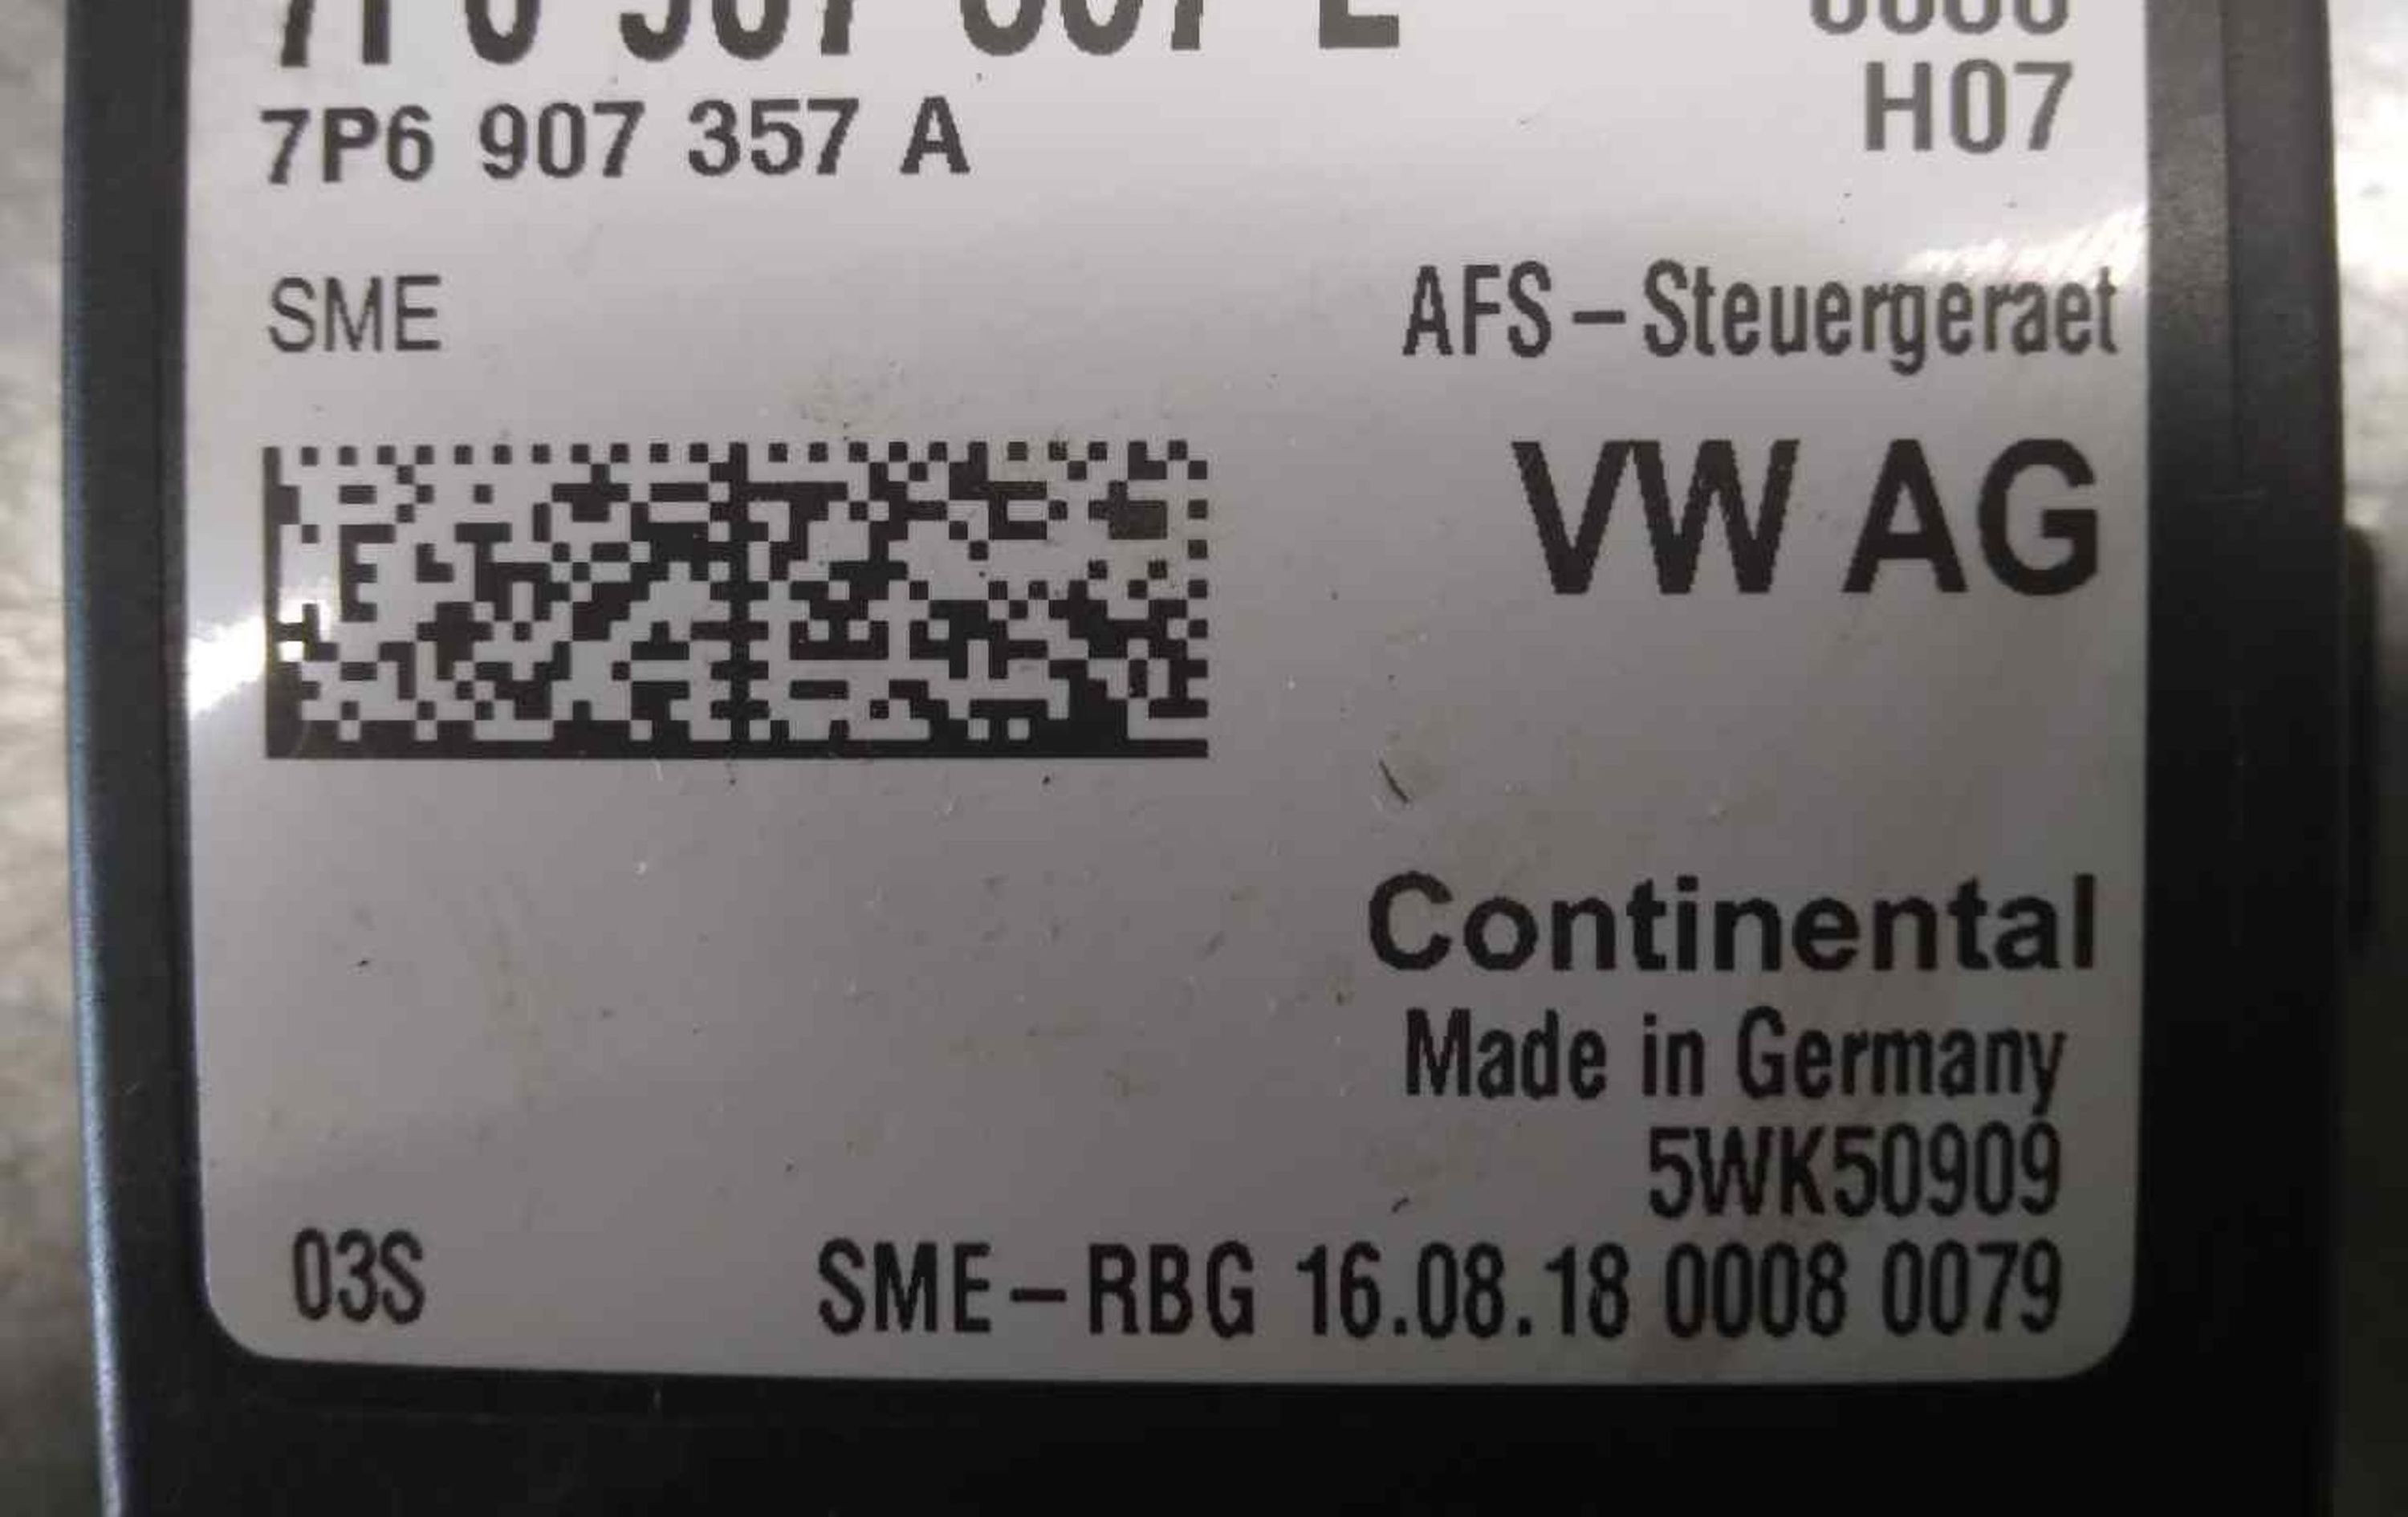 7P6 907 357 A
H07
SME
AFS-Steuergeraet
VW AG
Continental
Made in Germany
5WK50909
03S
SME-RBG 16.08.18 0008 0079